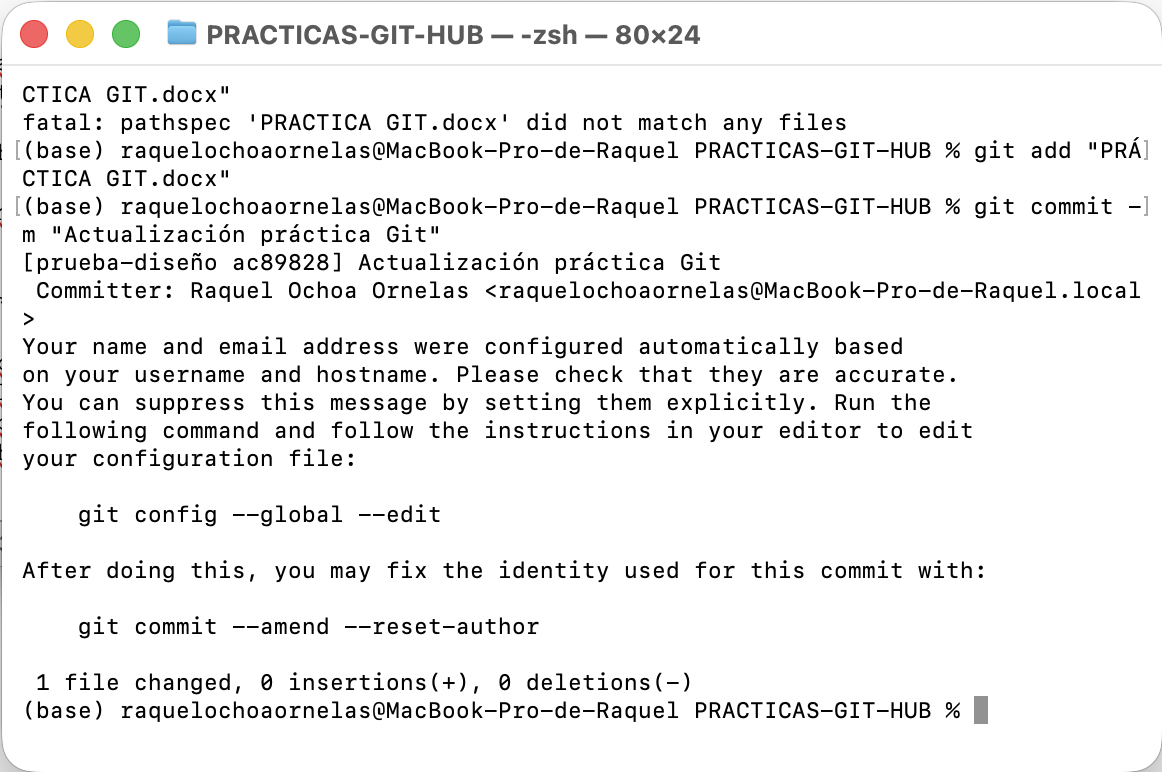 PRACTICAS-GIT-HUB — -zsh — 80×24
CTICA GIT.docx"
fatal: pathspec 'PRACTICA GIT.docx' did not match any files
[(base) raquelochoaornelas@MacBook-Pro-de-Raquel PRACTICAS-GIT-HUB % git add "PRÁ]
CTICA GIT.docx"
[(base) raquelochoaornelas@MacBook-Pro-de-Raquel PRACTICAS-GIT-HUB % git commit -]
m "Actualización práctica Git"
[prueba-diseño ac89828] Actualización práctica Git
 Committer: Raquel Ochoa Ornelas <raquelochoaornelas@MacBook-Pro-de-Raquel.local
>
Your name and email address were configured automatically based
on your username and hostname. Please check that they are accurate.
You can suppress this message by setting them explicitly. Run the
following command and follow the instructions in your editor to edit
your configuration file:

    git config --global --edit

After doing this, you may fix the identity used for this commit with:

    git commit --amend --reset-author

 1 file changed, 0 insertions(+), 0 deletions(-)
(base) raquelochoaornelas@MacBook-Pro-de-Raquel PRACTICAS-GIT-HUB %